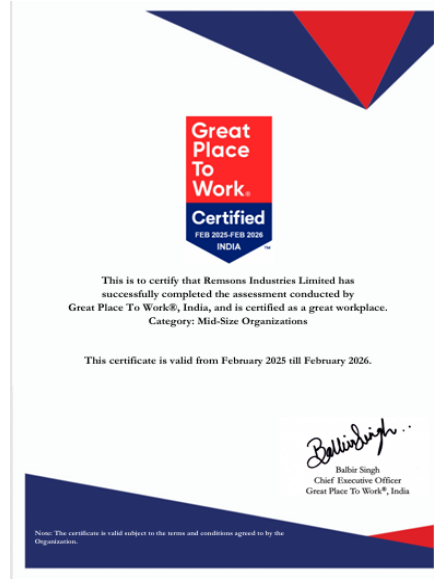 Great
Place
To
Work®
Certified
FEB 2025-FEB 2026
INDIA
™
This is to certify that Remsons Industries Limited has
successfully completed the assessment conducted by
Great Place To Work®, India, and is certified as a great workplace.
Category: Mid-Size Organizations
This certificate is valid from February 2025 till February 2026.
Balbir Singh
Balbir Singh
Chief Executive Officer
Great Place To Work®, India
Note: The certificate is valid subject to the terms and conditions agreed to by the
Organization.